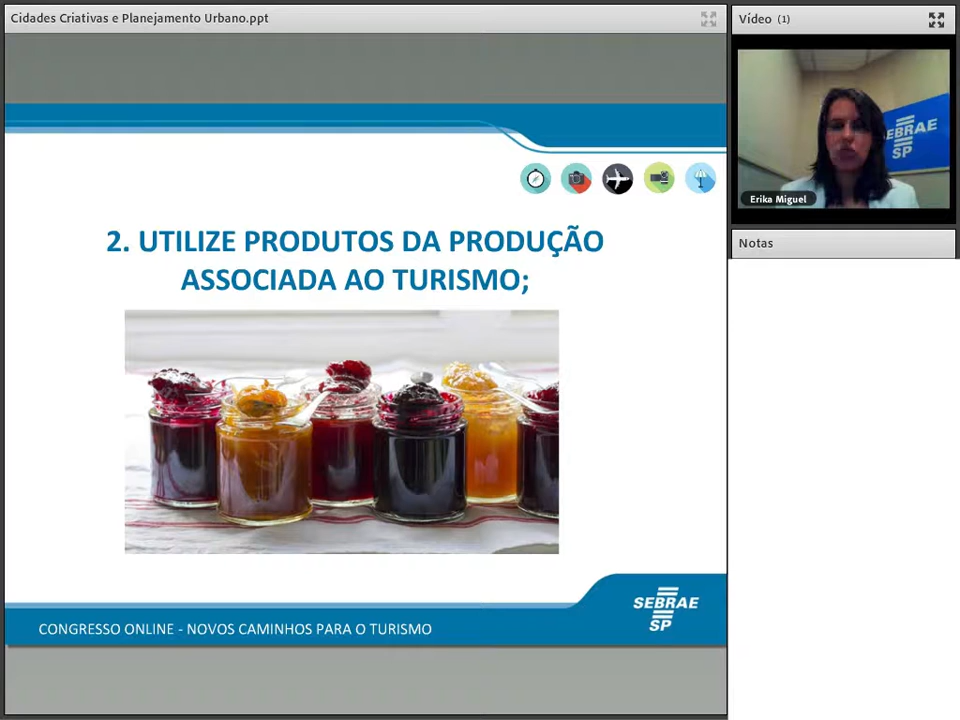 Cidades Criativas e Planejamento Urbano.ppt
Vídeo (1)
SEBRAE
SP
Erika Miguel
Notas
2. UTILIZE PRODUTOS DA PRODUÇÃO
ASSOCIADA AO TURISMO;
SEBRAE
SP
CONGRESSO ONLINE - NOVOS CAMINHOS PARA O TURISMO